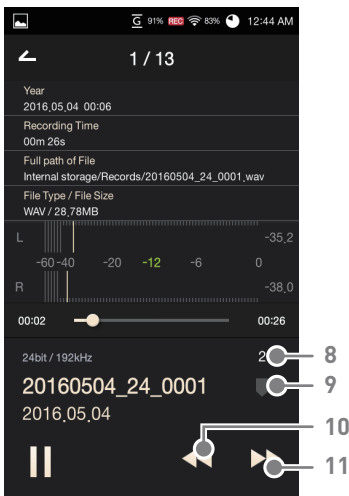 G 91% REC 83% 12:44 AM
1 / 13
Year
2016.05.04 00:06
Recording Time
00m 26s
Full path of File
Internal storage/Records/20160504_24_0001.wav
File Type / File Size
WAV / 28.78MB
L -35.2
-60 -40 -20 -12 -6 0
R -38.0
00:02 00:26
24bit / 192kHz 2 8
20160504_24_0001 9
2016.05.04
10
11